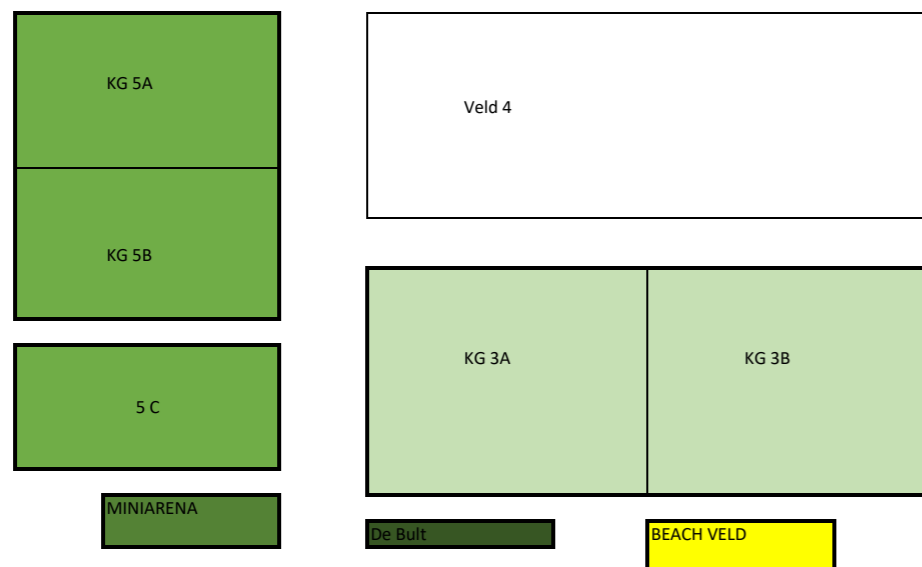 KG 5A
Veld 4
KG 5B
KG 3A
KG 3B
5 C
MINIARENA
De Bult
BEACH VELD